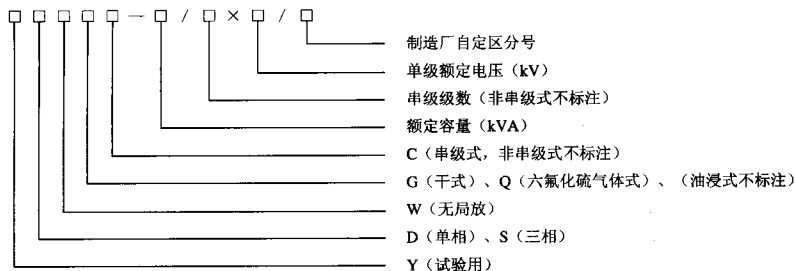 □ □ □ □ □ － □ / □ × □ / □
制造厂自定区分号
单级额定电压（kV）
串级级数（非串级式不标注）
额定容量（kVA）
C（串级式，非串级式不标注）
G（干式）、Q（六氟化硫气体式）、（油浸式不标注）
W（无局放）
D（单相）、S（三相）
Y（试验用）